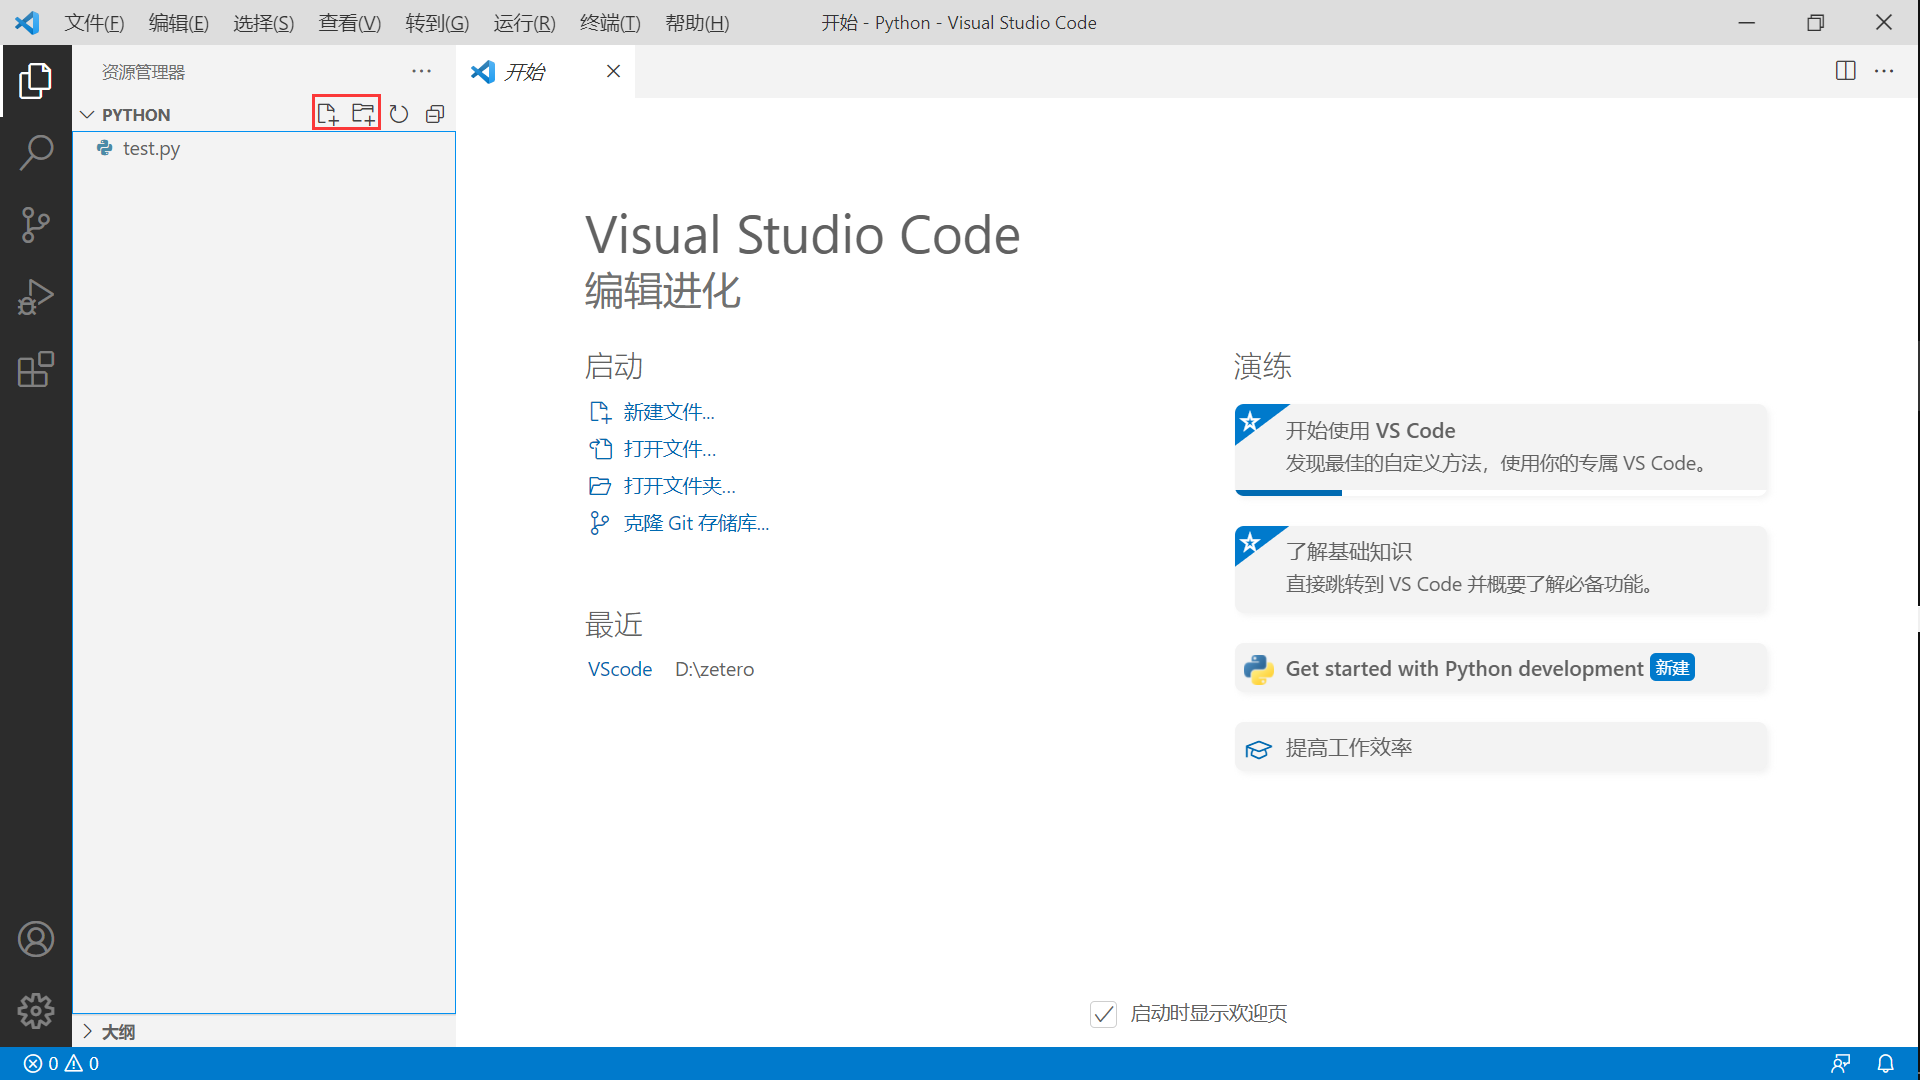 文件(F) 编辑(E) 选择(S) 查看(V) 转到(G) 运行(R) 终端(T) 帮助(H) 开始 - Python - Visual Studio Code
资源管理器
PYTHON
test.py
大纲
开始
Visual Studio Code
编辑进化
启动
新建文件...
打开文件...
打开文件夹...
克隆 Git 存储库...
最近
VScode D:\zetero
演练
开始使用 VS Code
发现最佳的自定义方法，使用你的专属 VS Code。
了解基础知识
直接跳转到 VS Code 并概要了解必备功能。
Get started with Python development 新建
提高工作效率
启动时显示欢迎页
0 0